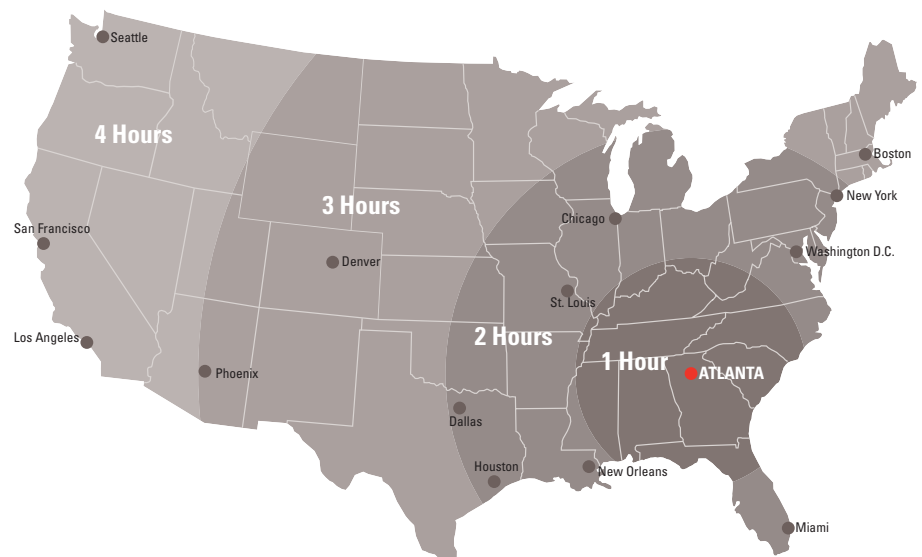 Seattle
4 Hours
Boston
3 Hours
New York
Chicago
San Francisco
Washington D.C.
Denver
St. Louis
2 Hours
Los Angeles
1 Hour
Phoenix
ATLANTA
Dallas
Houston
New Orleans
Miami